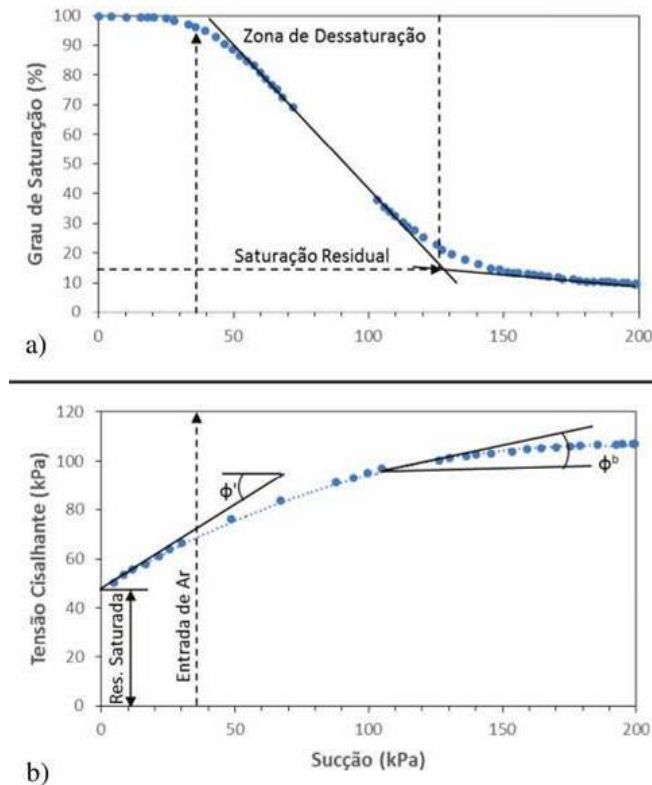 100
90
80
70
60
50
40
30
20
10
0
Grau de Saturação (%)
Zona de Dessaturação
Saturação Residual
0
50
100
150
200
a)
120
100
80
60
40
20
0
Tensão Cisalhante (kPa)
ϕ'
ϕᵇ
Res. Saturada
Entrada de Ar
0
50
100
150
200
Sucção (kPa)
b)